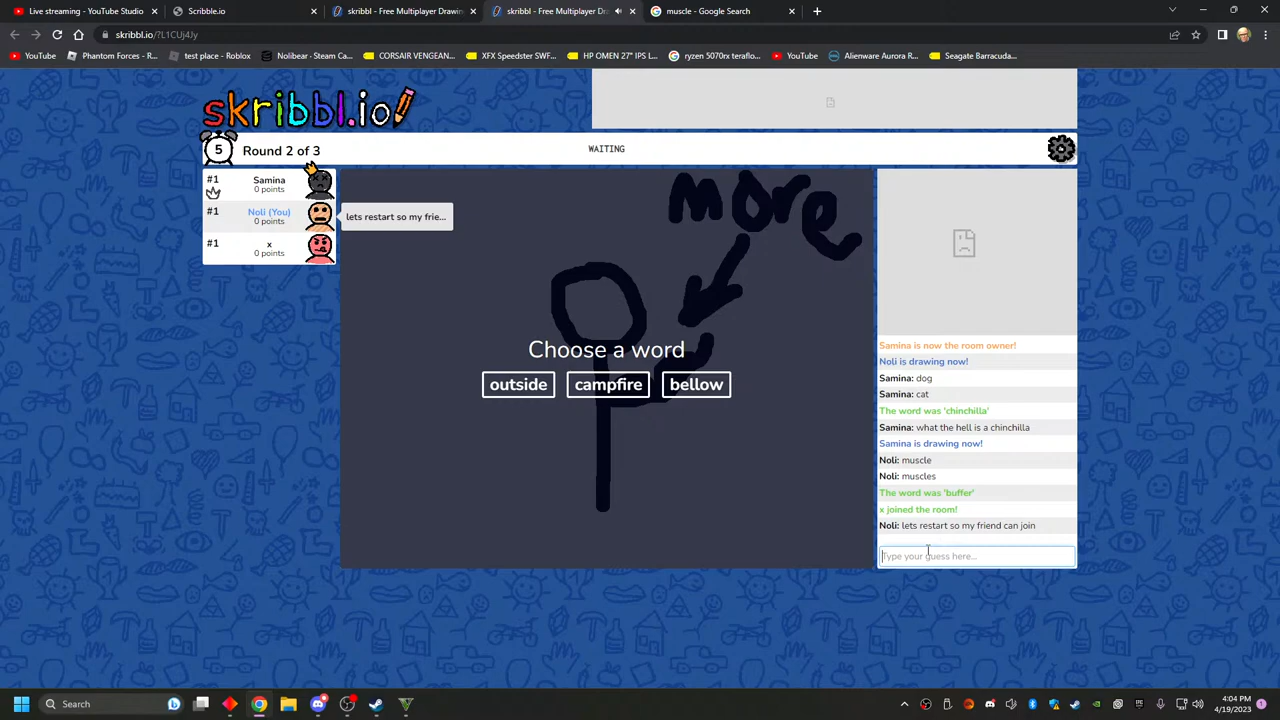 Live streaming - YouTube Studio
Scribble.io
skribbl - Free Multiplayer Drawin
skribbl - Free Multiplayer Dra
muscle - Google Search
skribbl.io/?L1CUj4Jy
YouTube
Phantom Forces - R...
test place - Roblox
Nolibear - Steam Ca...
CORSAIR VENGEAN...
XFX Speedster SWF...
HP OMEN 27" IPS L...
ryzen 5070rx teraflo...
YouTube
Alienware Aurora R...
Seagate Barracuda...
skribbl.io
5
Round 2 of 3
WAITING
#1
Samina
0 points
#1
Noli (You)
0 points
lets restart so my frie...
#1
x
0 points
more
Choose a word
outside
campfire
bellow
Samina is now the room owner!
Noli is drawing now!
Samina: dog
Samina: cat
The word was 'chinchilla'
Samina: what the hell is a chinchilla
Samina is drawing now!
Noli: muscle
Noli: muscles
The word was 'buffer'
x joined the room!
Noli: lets restart so my friend can join
Type your guess here...
Search
4:04 PM
4/19/2023
1